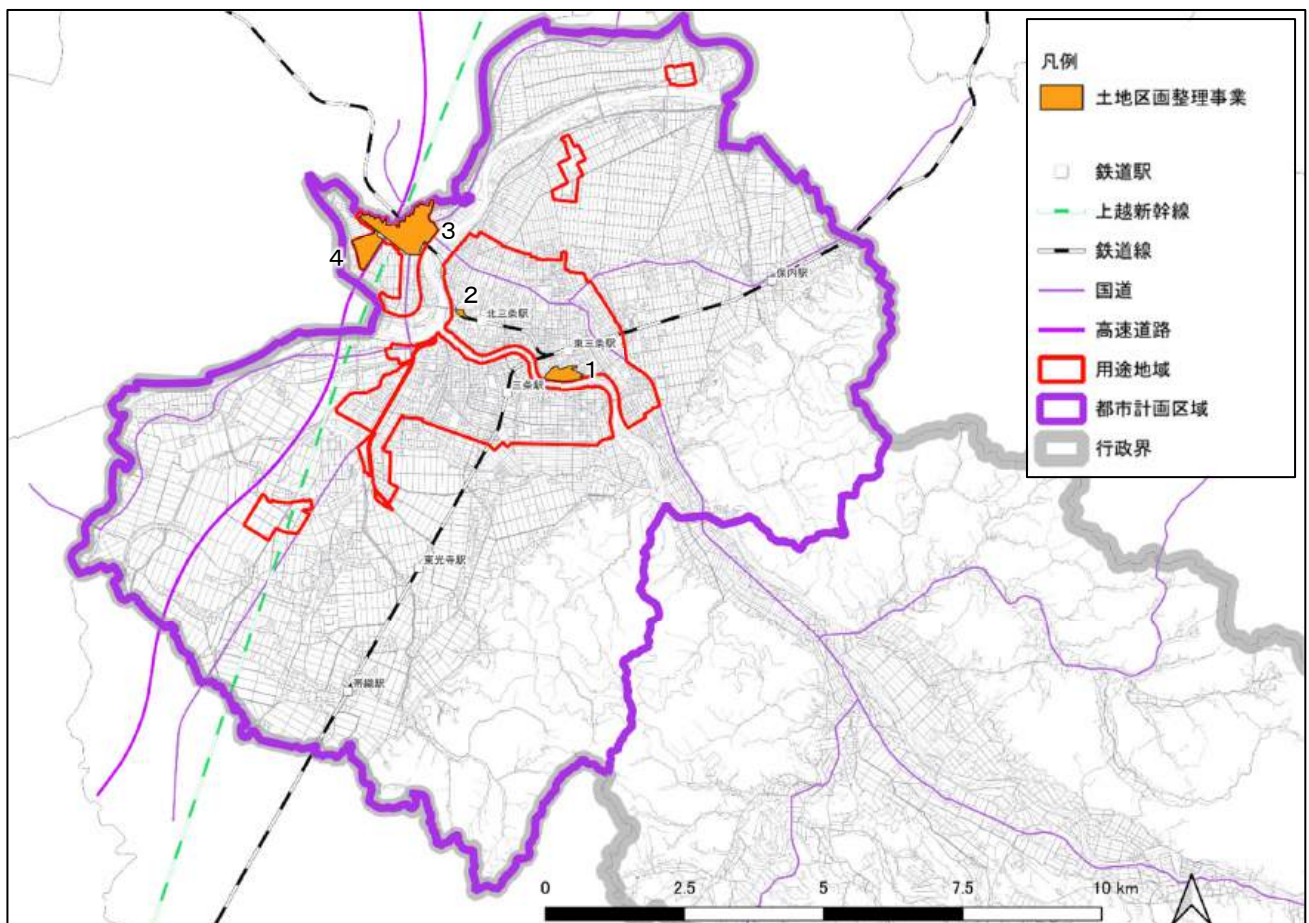 凡例
土地区画整理事業
鉄道駅
上越新幹線
鉄道線
国道
高速道路
用途地域
都市計画区域
行政界
3
4
2
北三条駅
保内駅
東三条駅
1
三条駅
東光寺駅
帯織駅
0 2.5 5 7.5 10 km